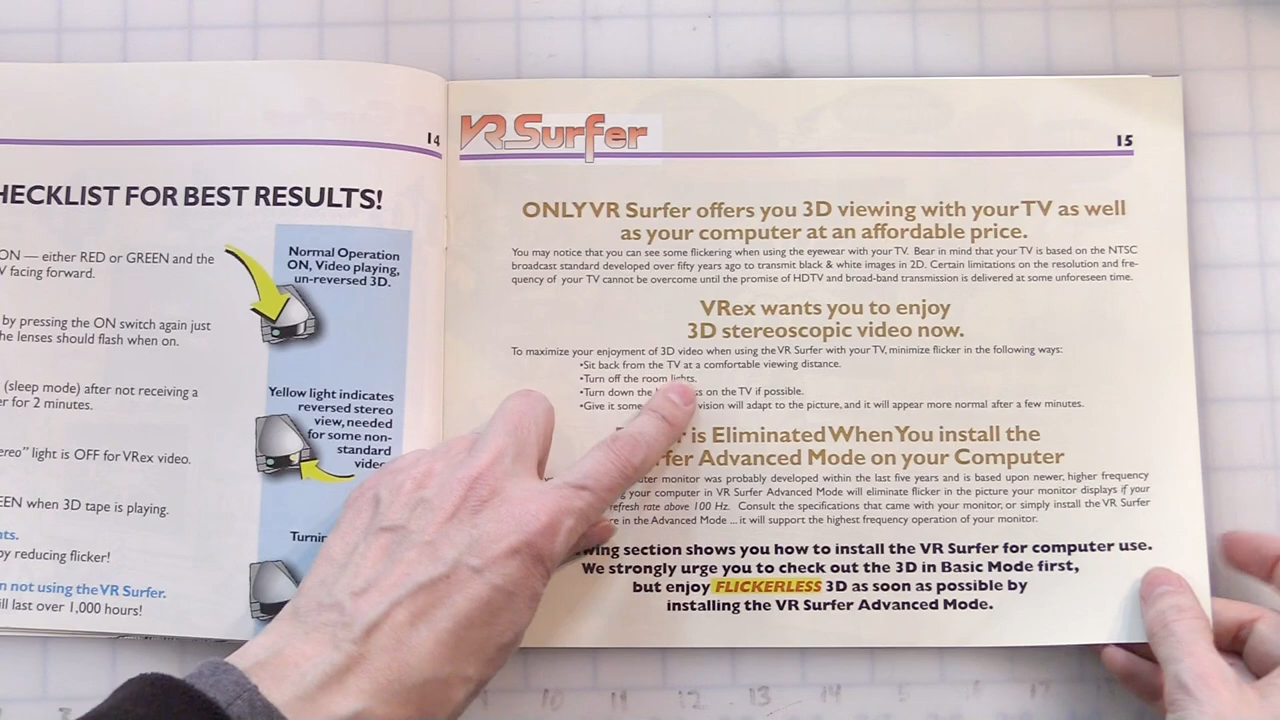 14
HECKLIST FOR BEST RESULTS!
ON — either RED or GREEN and the
V facing forward.
by pressing the ON switch again just
he lenses should flash when on.
(sleep mode) after not receiving a
er for 2 minutes.
ereo" light is OFF for VRex video.
EEN when 3D tape is playing.
nts.
by reducing flicker!
n not using the VR Surfer.
ill last over 1,000 hours!
Normal Operation
ON, Video playing,
un-reversed 3D.
Yellow light indicates
reversed stereo
view, needed
for some non-
standard
video
Turnin
VR Surfer
15
ONLY VR Surfer offers you 3D viewing with your TV as well
as your computer at an affordable price.
You may notice that you can see some flickering when using the eyewear with your TV. Bear in mind that your TV is based on the NTSC
broadcast standard developed over fifty years ago to transmit black & white images in 2D. Certain limitations on the resolution and fre-
quency of your TV cannot be overcome until the promise of HDTV and broad-band transmission is delivered at some unforeseen time.
VRex wants you to enjoy
3D stereoscopic video now.
To maximize your enjoyment of 3D video when using the VR Surfer with your TV, minimize flicker in the following ways:
•Sit back from the TV at a comfortable viewing distance.
•Turn off the room lights.
•Turn down the ss on the TV if possible.
•Give it some vision will adapt to the picture, and it will appear more normal after a few minutes.
is Eliminated When You install the
rfer Advanced Mode on your Computer
uter monitor was probably developed within the last five years and is based upon newer, higher frequency
g your computer in VR Surfer Advanced Mode will eliminate flicker in the picture your monitor displays if your
refresh rate above 100 Hz. Consult the specifications that came with your monitor, or simply install the VR Surfer
re in the Advanced Mode ... it will support the highest frequency operation of your monitor.
wing section shows you how to install the VR Surfer for computer use.
We strongly urge you to check out the 3D in Basic Mode first,
but enjoy FLICKERLESS 3D as soon as possible by
installing the VR Surfer Advanced Mode.
10 11 12 13 14